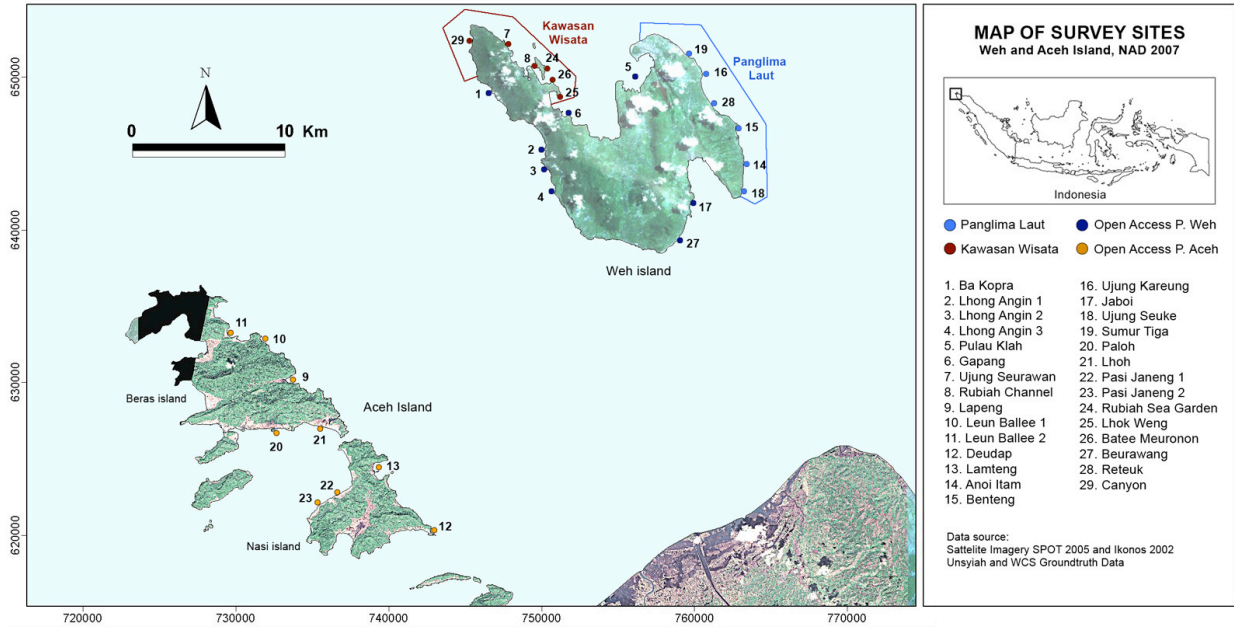 MAP OF SURVEY SITES
Weh and Aceh Island, NAD 2007
Indonesia
Panglima Laut
Open Access P. Weh
Kawasan Wisata
Open Access P. Aceh
1. Ba Kopra
2. Lhong Angin 1
3. Lhong Angin 2
4. Lhong Angin 3
5. Pulau Klah
6. Gapang
7. Ujung Seurawan
8. Rubiah Channel
9. Lapeng
10. Leun Ballee 1
11. Leun Ballee 2
12. Deudap
13. Lamteng
14. Anoi Itam
15. Benteng
16. Ujung Kareung
17. Jaboi
18. Ujung Seuke
19. Sumur Tiga
20. Paloh
21. Lhoh
22. Pasi Janeng 1
23. Pasi Janeng 2
24. Rubiah Sea Garden
25. Lhok Weng
26. Batee Meuronon
27. Beurawang
28. Reteuk
29. Canyon
Data source:
Sattelite Imagery SPOT 2005 and Ikonos 2002
Unsyiah and WCS Groundtruth Data
Kawasan
Wisata
Panglima
Laut
N
0 10 Km
29
7
8
24
26
25
1
6
5
19
16
28
15
14
18
2
3
4
17
27
Weh island
11
10
9
Beras island
Aceh Island
20
21
13
22
23
12
Nasi island
650000
640000
630000
620000
720000
730000
740000
750000
760000
770000